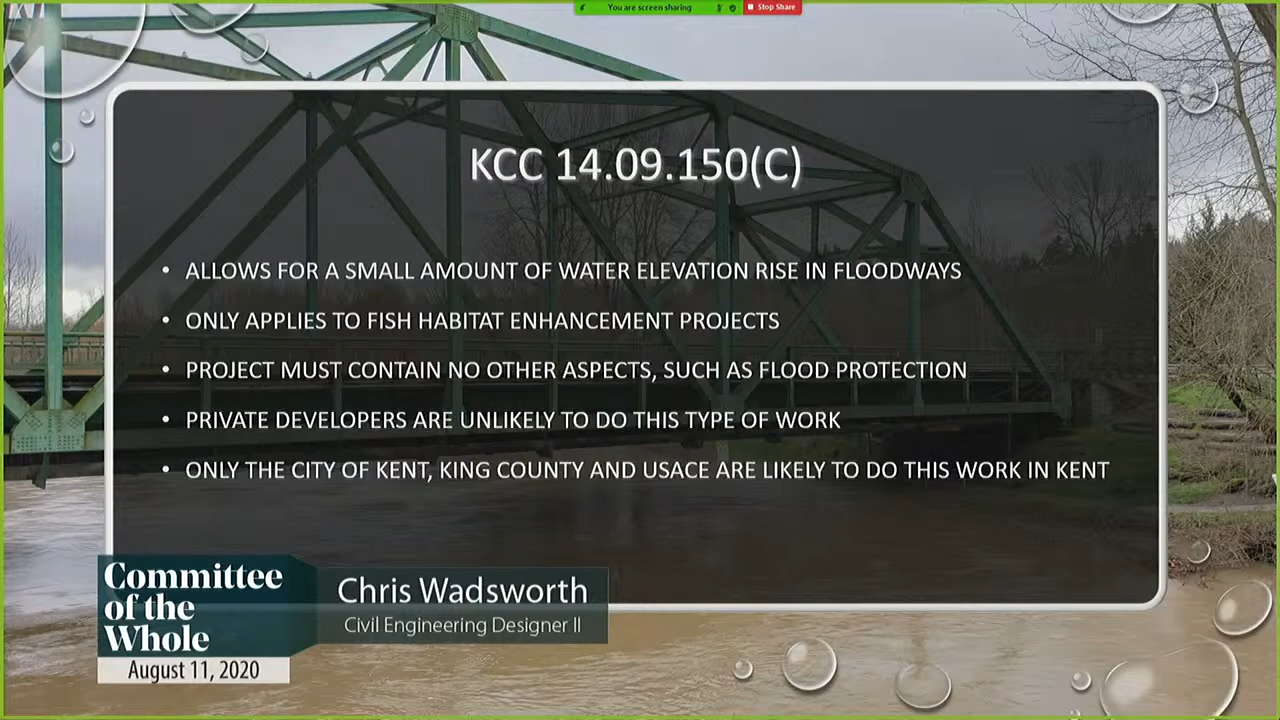 You are screen sharing
Stop Share
KCC 14.09.150(C)
• ALLOWS FOR A SMALL AMOUNT OF WATER ELEVATION RISE IN FLOODWAYS
• ONLY APPLIES TO FISH HABITAT ENHANCEMENT PROJECTS
• PROJECT MUST CONTAIN NO OTHER ASPECTS, SUCH AS FLOOD PROTECTION
• PRIVATE DEVELOPERS ARE UNLIKELY TO DO THIS TYPE OF WORK
• ONLY THE CITY OF KENT, KING COUNTY AND USACE ARE LIKELY TO DO THIS WORK IN KENT
Committee
of the
Whole
August 11, 2020
Chris Wadsworth
Civil Engineering Designer II